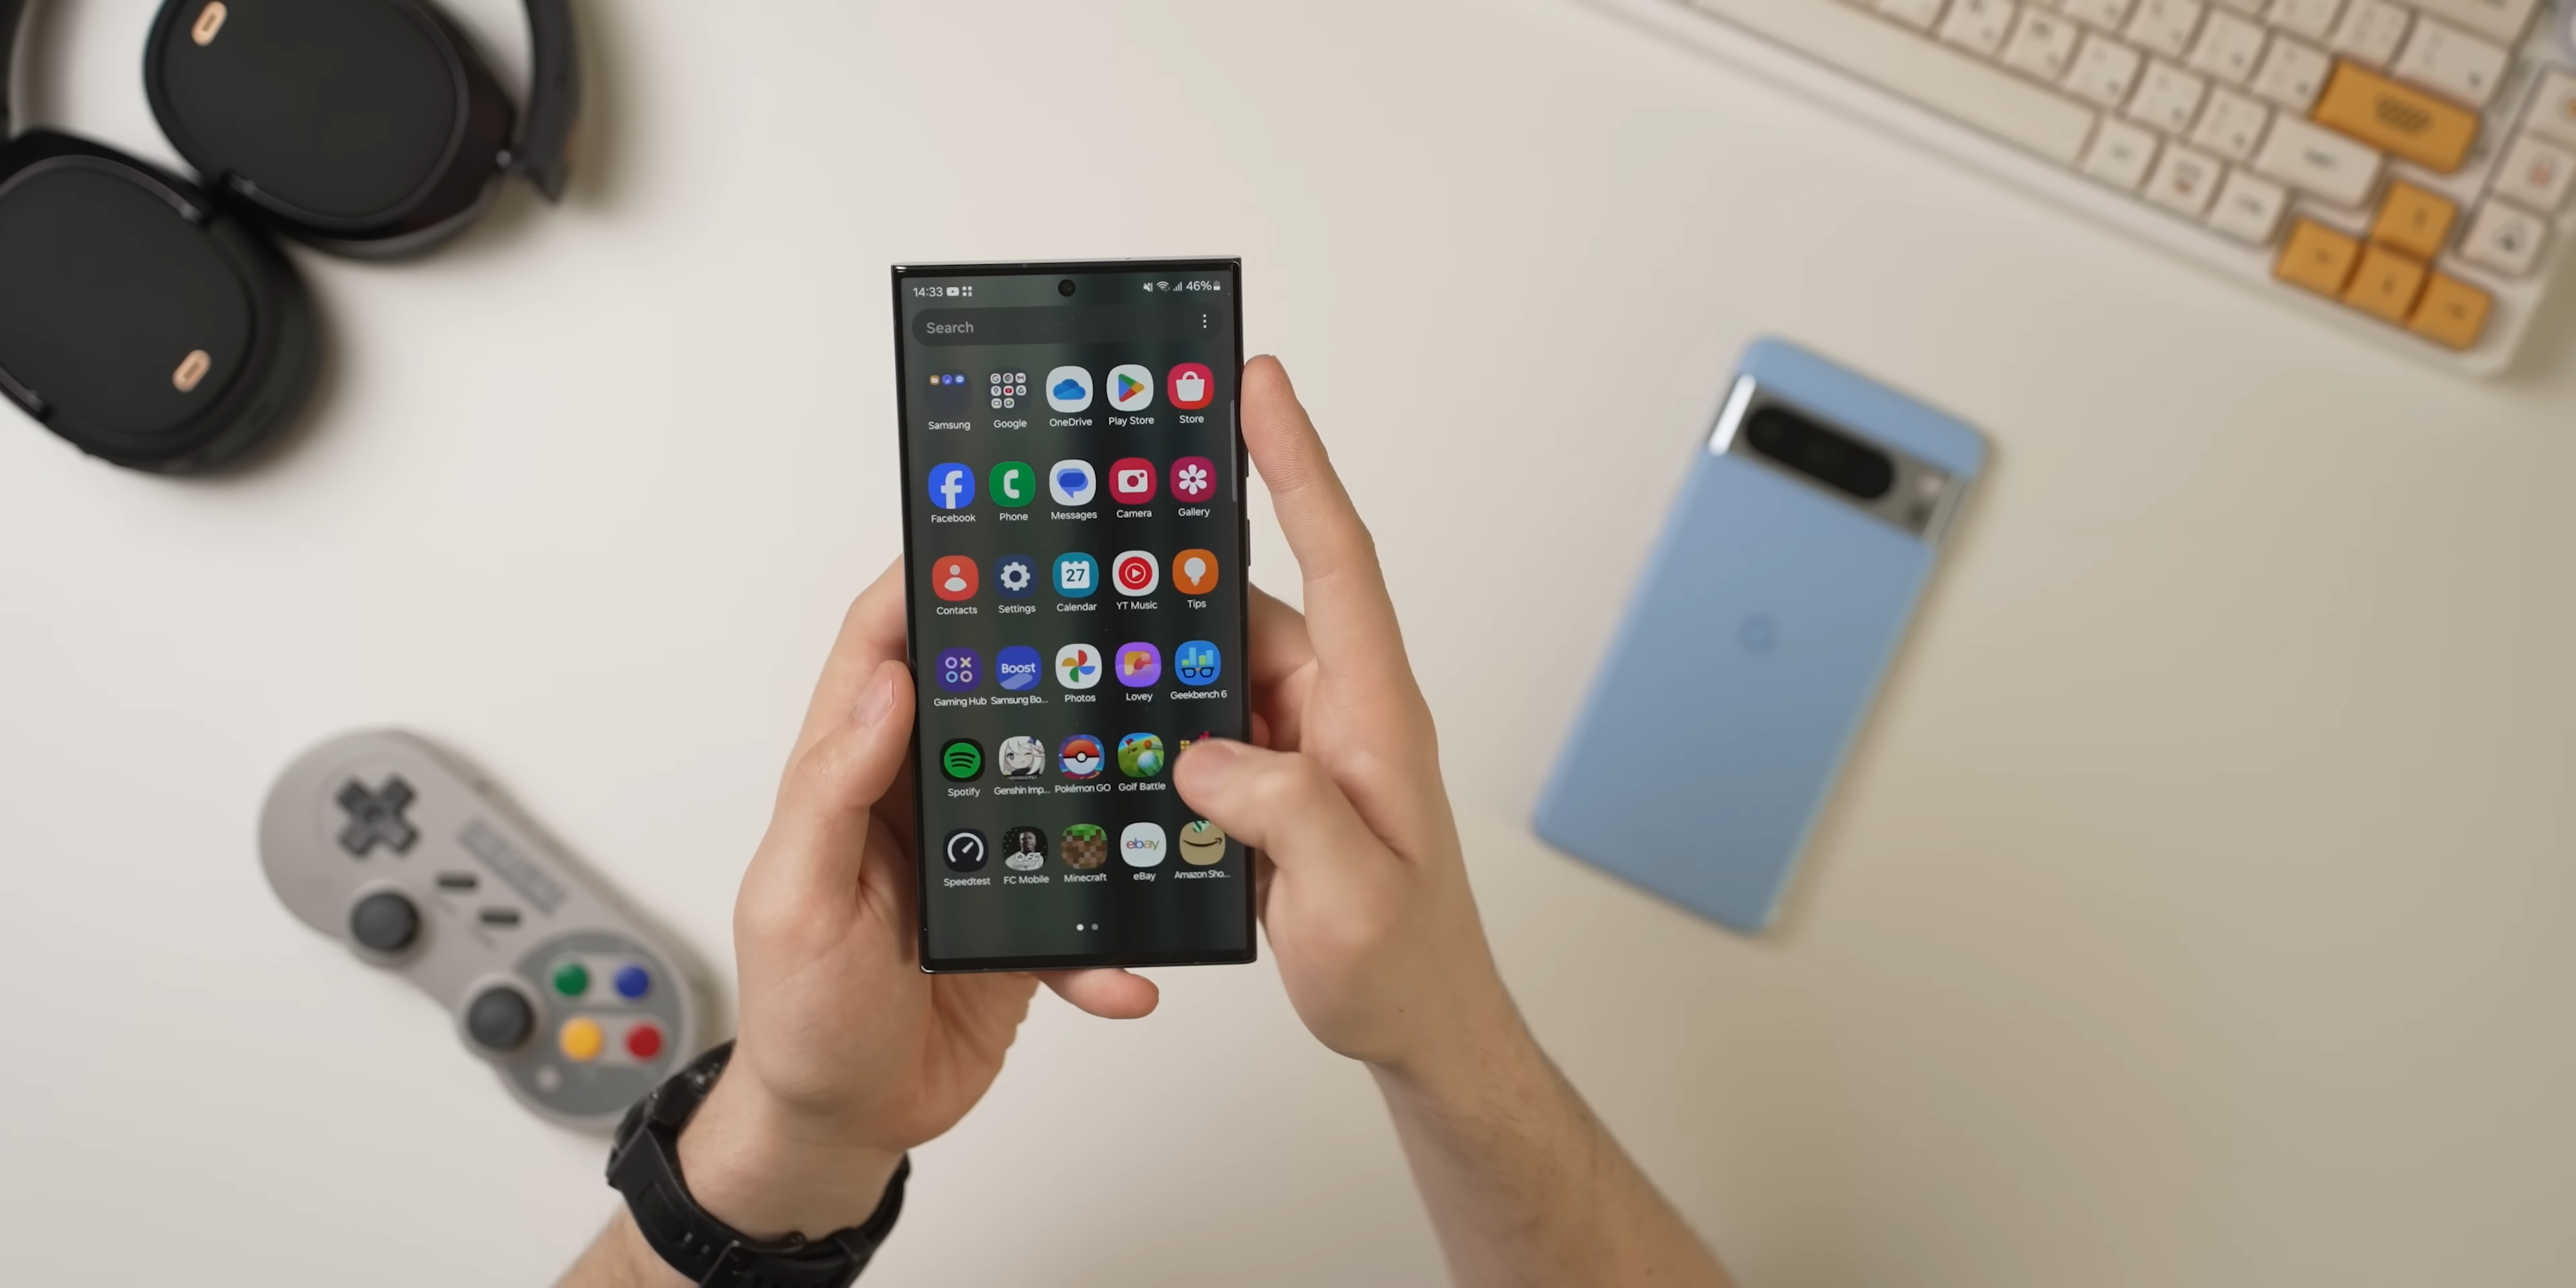 14:33
46%
Search
Samsung Google OneDrive Play Store Store
Facebook Phone Messages Camera Gallery
27
Contacts Settings Calendar YT Music Tips
Boost
Gaming Hub Samsung Bo... Photos Lovey Geekbench 6
Spotify Genshin Imp... Pokémon GO Golf Battle
ebay
Speedtest FC Mobile Minecraft eBay Amazon Sho...